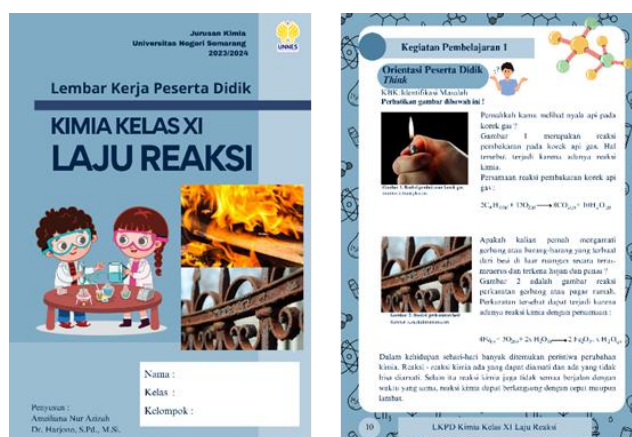 Jurusan Kimia
Universitas Negeri Semarang
2023/2024
UNNES
Lembar Kerja Peserta Didik
KIMIA KELAS XI
LAJU REAKSI
Nama :
Kelas :
Kelompok :
Penyusun :
Ameiliana Nur Azizah
Dr. Harjono, S.Pd., M.Si.
Kegiatan Pembelajaran 1
Orientasi Peserta Didik
Think
KBK: Identifikasi Masalah
Perhatikan gambar dibawah ini !
Pernahkah kamu melihat nyala api pada
korek gas ?
Gambar 1 merupakan reaksi
pembakaran pada korek api gas. Hal
tersebut terjadi karena adanya reaksi
kimia.
Persamaan reaksi pembakaran korek api
gas :
Apakah kalian pernah mengamati
gerbang atau barang-barang yang terbuat
dari besi di luar ruangan secara terus-
menerus dan terkena hujan dan panas ?
Gambar 2 adalah gambar reaksi
perkaratan gerbang atau pagar rumah.
Perkaratan tersebut dapat terjadi karena
adanya reaksi kimia dengan persamaan :
Dalam kehidupan sehari-hari banyak ditemukan peristiwa perubahan
kimia. Reaksi - reaksi kimia ada yang dapat diamati dan ada yang tidak
bisa diamati. Selain itu reaksi kimia juga tidak semua berjalan dengan
waktu yang sama, reaksi kimia dapat berlangsung dengan cepat maupun
lambat.
10
LKPD Kimia Kelas XI Laju Reaksi